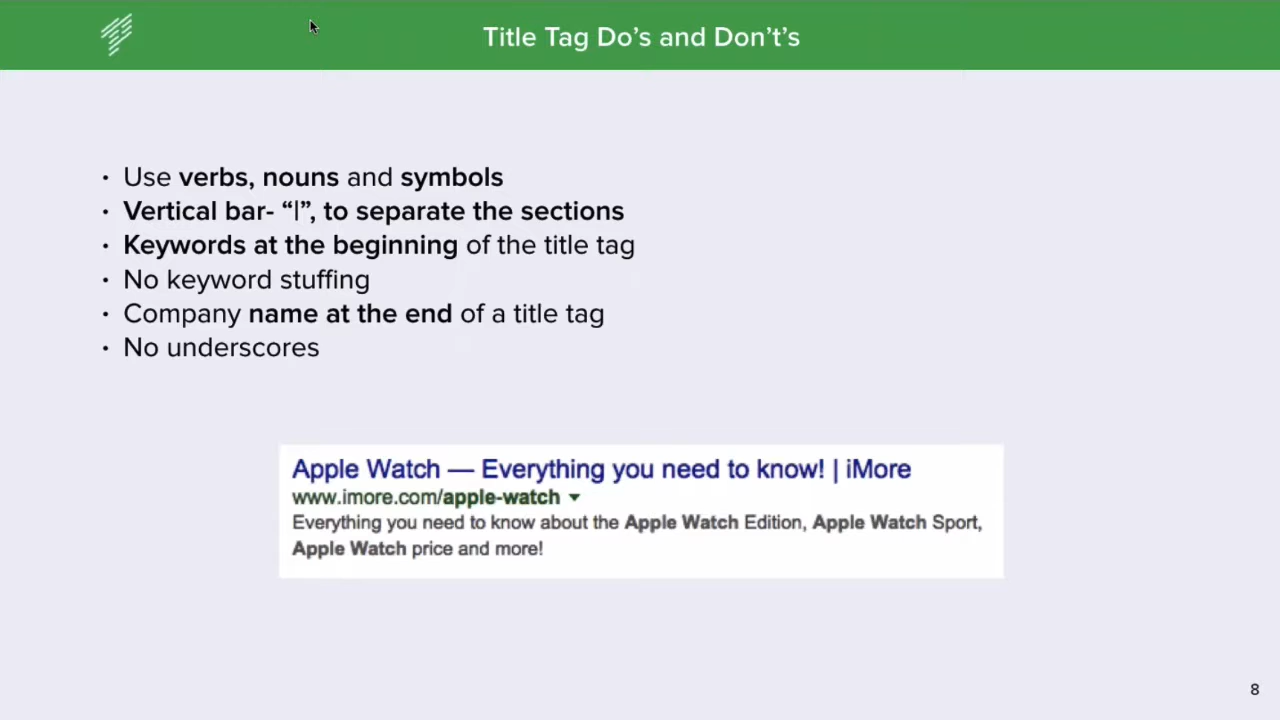 Title Tag Do’s and Don’t’s
• Use verbs, nouns and symbols
• Vertical bar- “|”, to separate the sections
• Keywords at the beginning of the title tag
• No keyword stuffing
• Company name at the end of a title tag
• No underscores
Apple Watch — Everything you need to know! | iMore
www.imore.com/apple-watch
Everything you need to know about the Apple Watch Edition, Apple Watch Sport,
Apple Watch price and more!
8